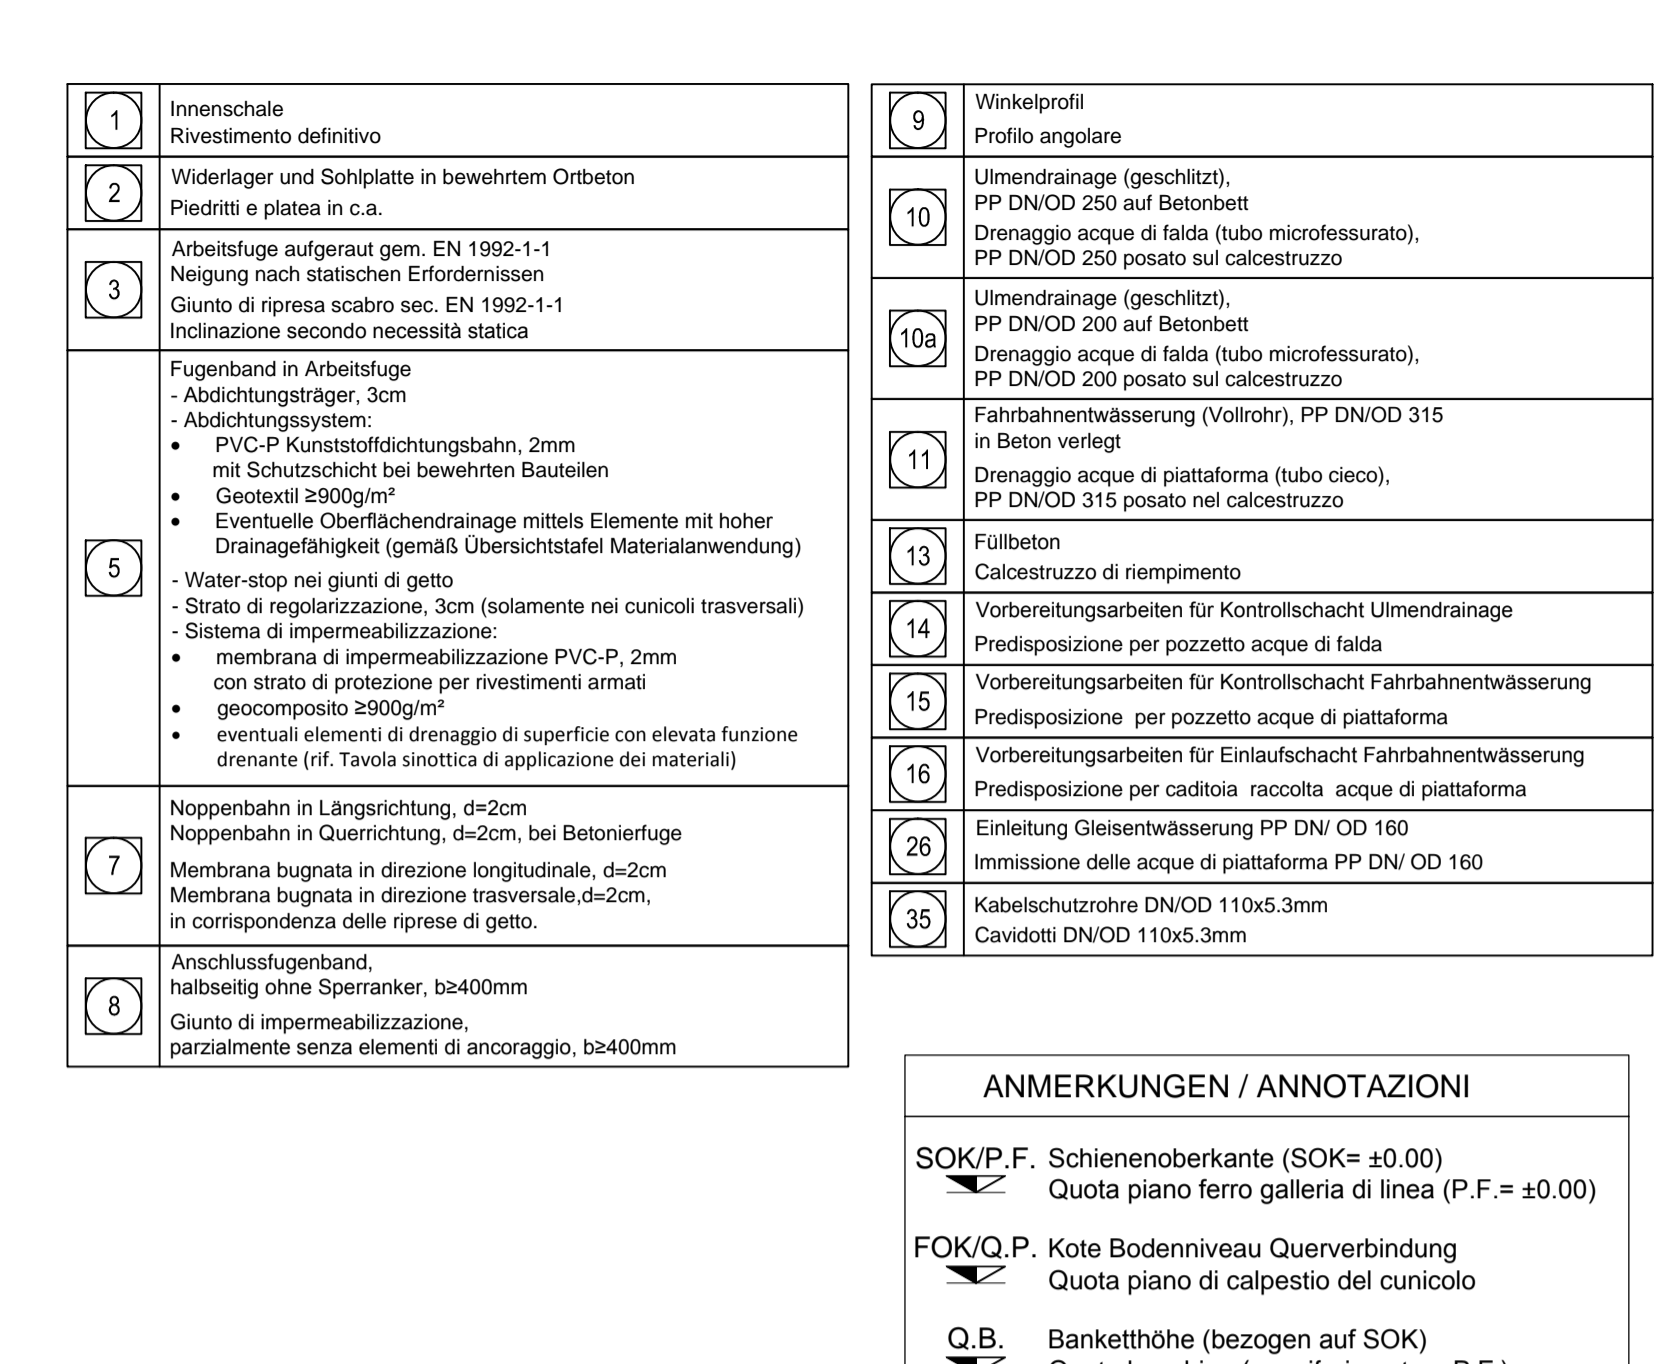 1
Innenschale
Rivestimento definitivo
2
Widerlager und Sohlplatte in bewehrtem Ortbeton
Piedritti e platea in c.a.
3
Arbeitsfuge aufgeraut gem. EN 1992-1-1
Neigung nach statischen Erfordernissen
Giunto di ripresa scabro sec. EN 1992-1-1
Inclinazione secondo necessità statica
5
Fugenband in Arbeitsfuge
- Abdichtungsträger, 3cm
- Abdichtungssystem:
• PVC-P Kunststoffdichtungsbahn, 2mm
mit Schutzschicht bei bewehrten Bauteilen
• Geotextil ≥900g/m²
• Eventuelle Oberflächendrainage mittels Elemente mit hoher
Drainagefähigkeit (gemäß Übersichtstafel Materialanwendung)
- Water-stop nei giunti di getto
- Strato di regolarizzazione, 3cm (solamente nei cunicoli trasversali)
- Sistema di impermeabilizzazione:
• membrana di impermeabilizzazione PVC-P, 2mm
con strato di protezione per rivestimenti armati
• geocomposito ≥900g/m²
• eventuali elementi di drenaggio di superficie con elevata funzione
drenante (rif. Tavola sinottica di applicazione dei materiali)
7
Noppenbahn in Längsrichtung, d=2cm
Noppenbahn in Querrichtung, d=2cm, bei Betonierfuge
Membrana bugnata in direzione longitudinale, d=2cm
Membrana bugnata in direzione trasversale,d=2cm,
in corrispondenza delle riprese di getto.
8
Anschlussfugenband,
halbseitig ohne Sperranker, b≥400mm
Giunto di impermeabilizzazione,
parzialmente senza elementi di ancoraggio, b≥400mm
9
Winkelprofil
Profilo angolare
10
Ulmendrainage (geschlitzt),
PP DN/OD 250 auf Betonbett
Drenaggio acque di falda (tubo microfessurato),
PP DN/OD 250 posato sul calcestruzzo
10a
Ulmendrainage (geschlitzt),
PP DN/OD 200 auf Betonbett
Drenaggio acque di falda (tubo microfessurato),
PP DN/OD 200 posato sul calcestruzzo
11
Fahrbahnentwässerung (Vollrohr), PP DN/OD 315
in Beton verlegt
Drenaggio acque di piattaforma (tubo cieco),
PP DN/OD 315 posato nel calcestruzzo
13
Füllbeton
Calcestruzzo di riempimento
14
Vorbereitungsarbeiten für Kontrollschacht Ulmendrainage
Predisposizione per pozzetto acque di falda
15
Vorbereitungsarbeiten für Kontrollschacht Fahrbahnentwässerung
Predisposizione per pozzetto acque di piattaforma
16
Vorbereitungsarbeiten für Einlaufschacht Fahrbahnentwässerung
Predisposizione per caditoia raccolta acque di piattaforma
26
Einleitung Gleisentwässerung PP DN/ OD 160
Immissione delle acque di piattaforma PP DN/ OD 160
35
Kabelschutzrohre DN/OD 110x5.3mm
Cavidotti DN/OD 110x5.3mm
ANMERKUNGEN / ANNOTAZIONI
SOK/P.F. Schienenoberkante (SOK= ±0.00)
Quota piano ferro galleria di linea (P.F.= ±0.00)
FOK/Q.P. Kote Bodenniveau Querverbindung
Quota piano di calpestio del cunicolo
Q.B. Banketthöhe (bezogen auf SOK)